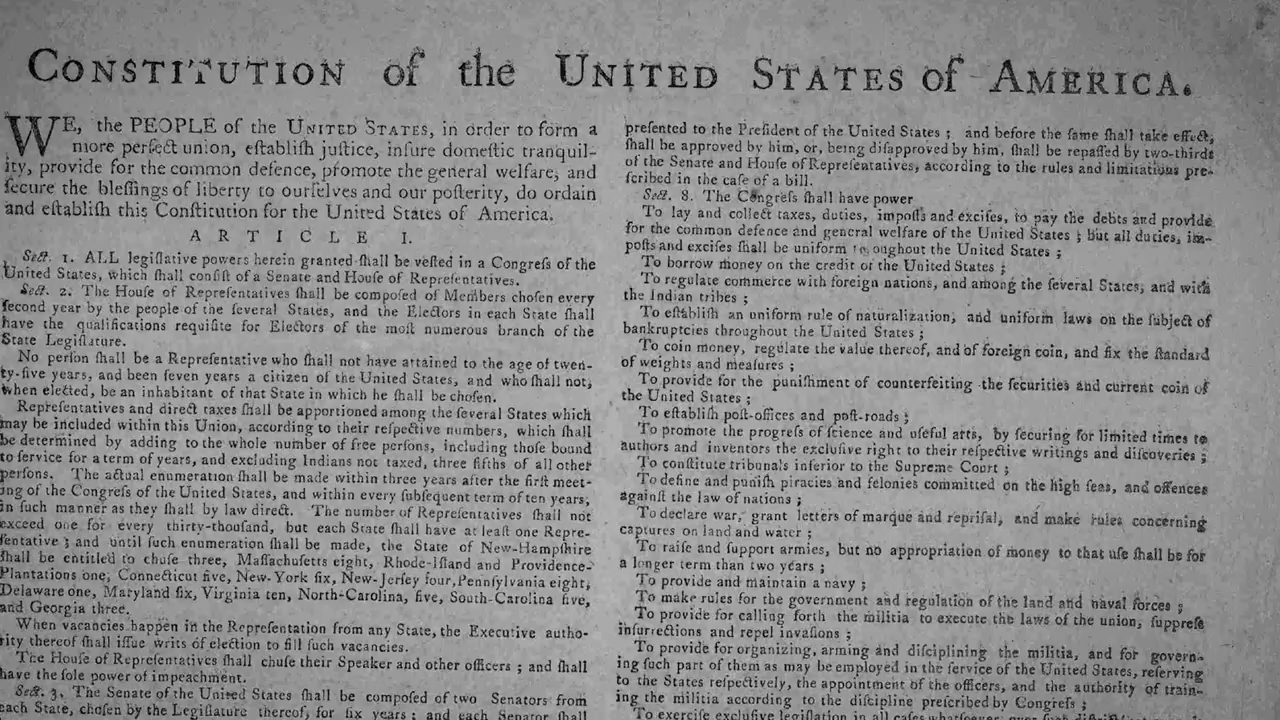 CONSTITUTION of the UNITED STATES of AMERICA.
WE, the PEOPLE of the UNITED STATES, in order to form a
more perfect union, eſtabliſh juſtice, inſure domeſtic tranquil-
ity, provide for the common defence, promote the general welfare, and
ſecure the bleſſings of liberty to ourſelves and our poſterity, do ordain
and eſtabliſh this Conſtitution for the United States of America.
ARTICLE I.
Sect. 1. ALL legiſlative powers herein granted ſhall be veſted in a Congreſs of the
United States, which ſhall conſiſt of a Senate and Houſe of Repreſentatives.
Sect. 2. The Houſe of Repreſentatives ſhall be compoſed of Members choſen every
ſecond year by the people of the ſeveral States, and the Electors in each State ſhall
have the qualifications requiſite for Electors of the moſt numerous branch of the
State Legiſlature.
No perſon ſhall be a Repreſentative who ſhall not have attained to the age of twen-
ty-five years, and been ſeven years a citizen of the United States, and who ſhall not,
when elected, be an inhabitant of that State in which he ſhall be choſen.
Repreſentatives and direct taxes ſhall be apportioned among the ſeveral States which
may be included within this Union, according to their reſpective numbers, which ſhall
be determined by adding to the whole number of free perſons, including thoſe bound
to ſervice for a term of years, and excluding Indians not taxed, three fifths of all other
perſons. The actual enumeration ſhall be made within three years after the firſt meet-
ing of the Congreſs of the United States, and within every ſubſequent term of ten years,
in ſuch manner as they ſhall by law direct. The number of Repreſentatives ſhall not
exceed one for every thirty-thouſand, but each State ſhall have at leaſt one Repre-
ſentative ; and until ſuch enumeration ſhall be made, the State of New-Hampſhire
ſhall be entitled to chuſe three, Maſſachuſetts eight, Rhode-Iſland and Providence-
Plantations one, Connecticut five, New-York ſix, New-Jerſey four, Pennſylvania eight,
Delaware one, Maryland ſix, Virginia ten, North-Carolina, five, South-Carolina five,
and Georgia three.
When vacancies happen in the Repreſentation from any State, the Executive autho-
rity thereof ſhall iſſue writs of election to fill ſuch vacancies.
The Houſe of Repreſentatives ſhall chuſe their Speaker and other officers ; and ſhall
have the ſole power of impeachment.
Sect. 3. The Senate of the United States ſhall be compoſed of two Senators from
each State, choſen by the Legiſlature thereof, for ſix years ; and each Senator ſhall
preſented to the Preſident of the United States ; and before the ſame ſhall take effect,
ſhall be approved by him, or, being diſapproved by him, ſhall be repaſſed by two-thirds
of the Senate and Houſe of Repreſentatives, according to the rules and limitations pre-
ſcribed in the caſe of a bill.
Sect. 8. The Congreſs ſhall have power
To lay and collect taxes, duties, impoſts and exciſes, to pay the debts and provide
for the common defence and general welfare of the United States ; but all duties, im-
poſts and exciſes ſhall be uniform throughout the United States ;
To borrow money on the credit of the United States ;
To regulate commerce with foreign nations, and among the ſeveral States, and with
the Indian tribes ;
To eſtabliſh an uniform rule of naturalization, and uniform laws on the ſubject of
bankruptcies throughout the United States ;
To coin money, regulate the value thereof, and of foreign coin, and fix the ſtandard
of weights and meaſures ;
To provide for the puniſhment of counterfeiting the ſecurities and current coin of
the United States ;
To eſtabliſh poſt-offices and poſt-roads ;
To promote the progreſs of ſcience and uſeful arts, by ſecuring for limited times to
authors and inventors the excluſive right to their reſpective writings and diſcoveries ;
To conſtitute tribunals inferior to the Supreme Court ;
To define and puniſh piracies and felonies committed on the high ſeas, and offences
againſt the law of nations ;
To declare war, grant letters of marque and repriſal, and make rules concerning
captures on land and water ;
To raiſe and ſupport armies, but no appropriation of money to that uſe ſhall be for
a longer term than two years ;
To provide and maintain a navy ;
To make rules for the government and regulation of the land and naval forces ;
To provide for calling forth the militia to execute the laws of the union, ſuppreſs
inſurrections and repel invaſions ;
To provide for organizing, arming and diſciplining the militia, and for govern-
ing ſuch part of them as may be employed in the ſervice of the United States, reſerving
to the States reſpectively, the appointment of the officers, and the authority of train-
ing the militia according to the diſcipline preſcribed by Congreſs ;
To exerciſe excluſive legiſlation in all caſes whatſoever, over ſuch